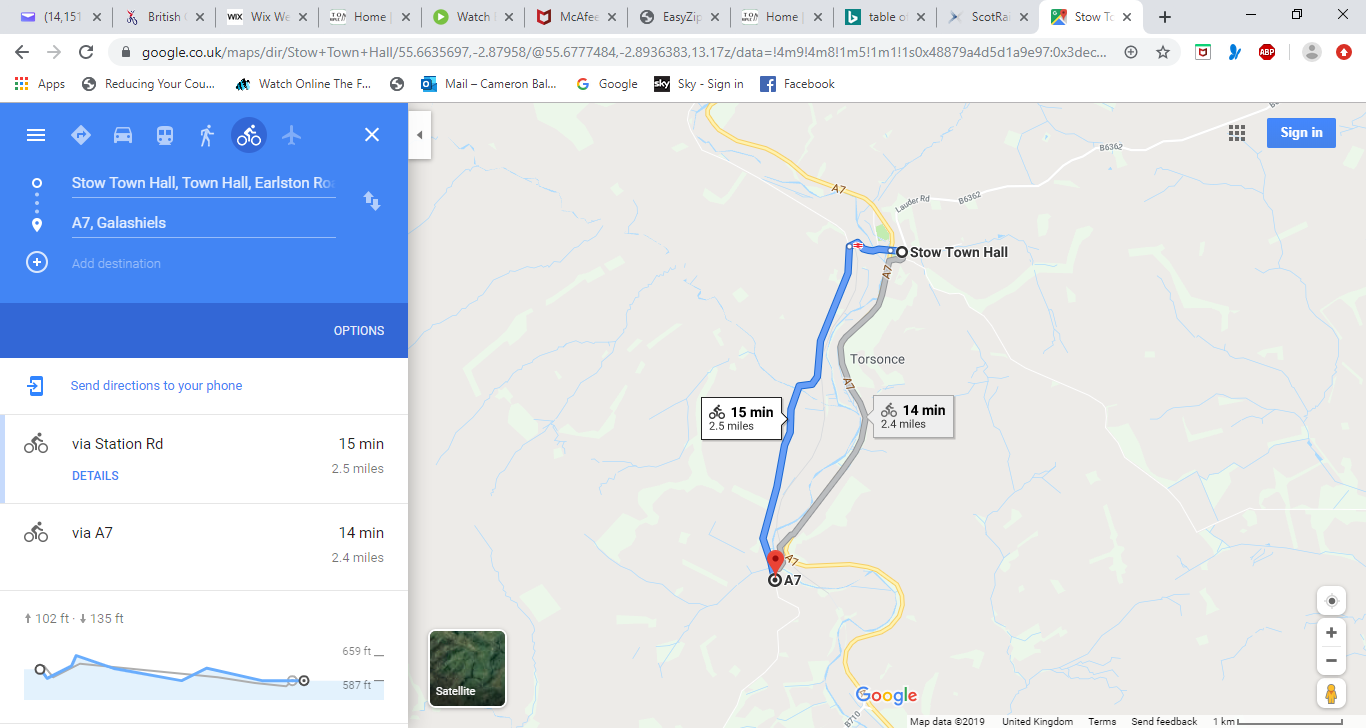 (14,151
British
WIX Wix We
Home |
Watch
McAfee
EasyZip
Home |
table of
ScotRai
Stow To
google.co.uk/maps/dir/Stow+Town+Hall/55.6635697,-2.87958/@55.6777484,-2.8936383,13.17z/data=!4m9!4m8!1m5!1m1!1s0x48879a4d5d1a9e97:0x3dec...
ABP
Apps
Reducing Your Cou...
Watch Online The F...
Mail – Cameron Bal...
Google
sky Sky - Sign in
Facebook
Stow Town Hall, Town Hall, Earlston Ro
A7, Galashiels
Add destination
OPTIONS
Send directions to your phone
via Station Rd 15 min
2.5 miles
DETAILS
via A7 14 min
2.4 miles
102 ft · 135 ft
659 ft
587 ft
Sign in
B6362
A7
Lauder Rd
B6362
Stow Town Hall
A7
Torsonce
A7
15 min
2.5 miles
14 min
2.4 miles
A7
A7
B710
Satellite
Google
Map data ©2019 United Kingdom Terms Send feedback 1 km